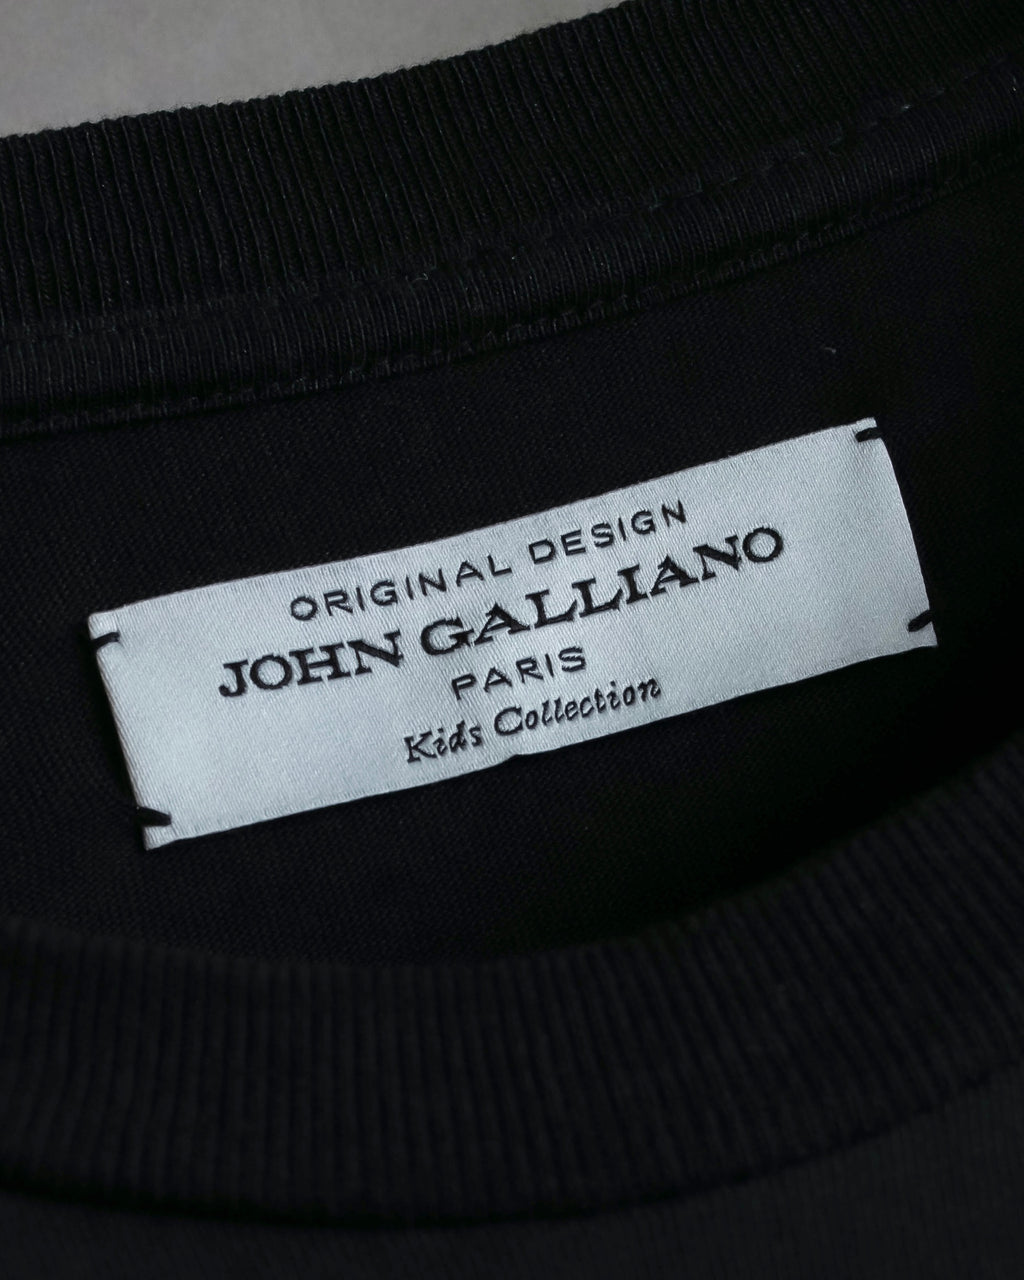 ORIGINAL DESIGN
JOHN GALLIANO
PARIS
Kids Collection